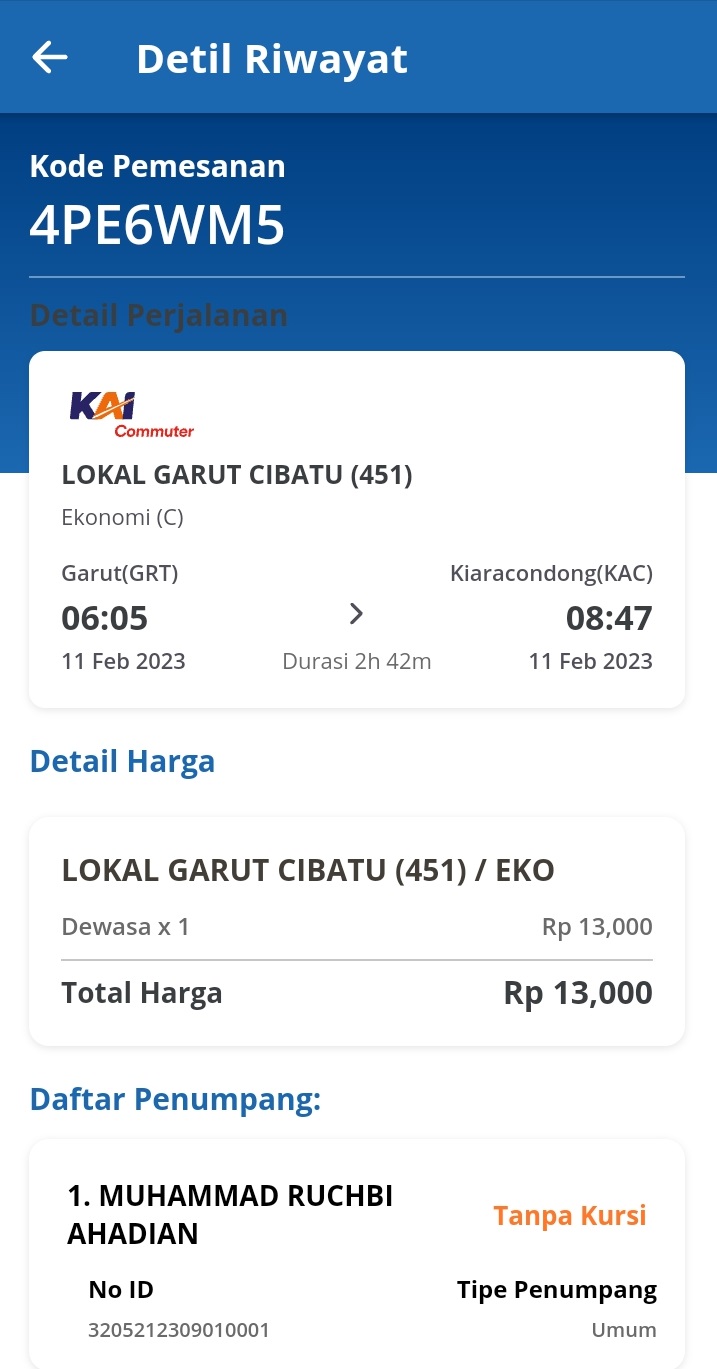 Detil Riwayat
Kode Pemesanan
4PE6WM5
Detail Perjalanan
KAI
Commuter
LOKAL GARUT CIBATU (451)
Ekonomi (C)
Garut(GRT) Kiaracondong(KAC)
06:05 08:47
11 Feb 2023 Durasi 2h 42m 11 Feb 2023
Detail Harga
LOKAL GARUT CIBATU (451) / EKO
Dewasa x 1 Rp 13,000
Total Harga Rp 13,000
Daftar Penumpang:
1. MUHAMMAD RUCHBI
AHADIAN
Tanpa Kursi
No ID Tipe Penumpang
3205212309010001 Umum